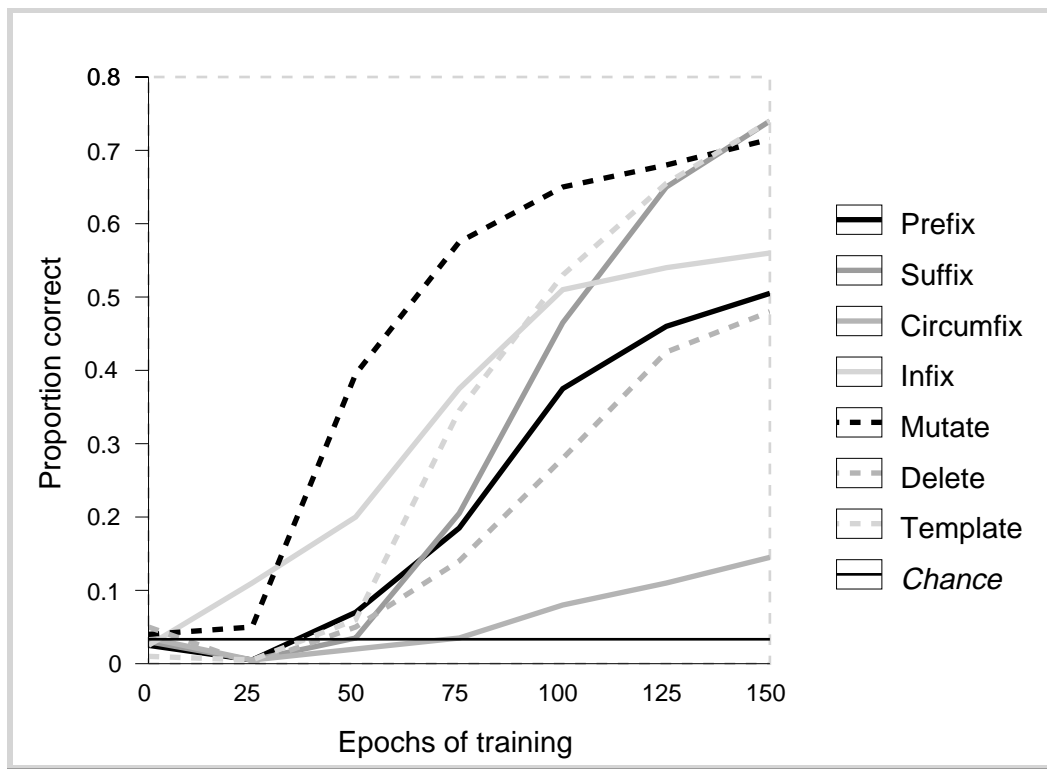 0.8
0.7
0.6
0.5
0.4
0.3
0.2
0.1
0
Proportion correct
0 25 50 75 100 125 150
Epochs of training
Prefix
Suffix
Circumfix
Infix
Mutate
Delete
Template
Chance